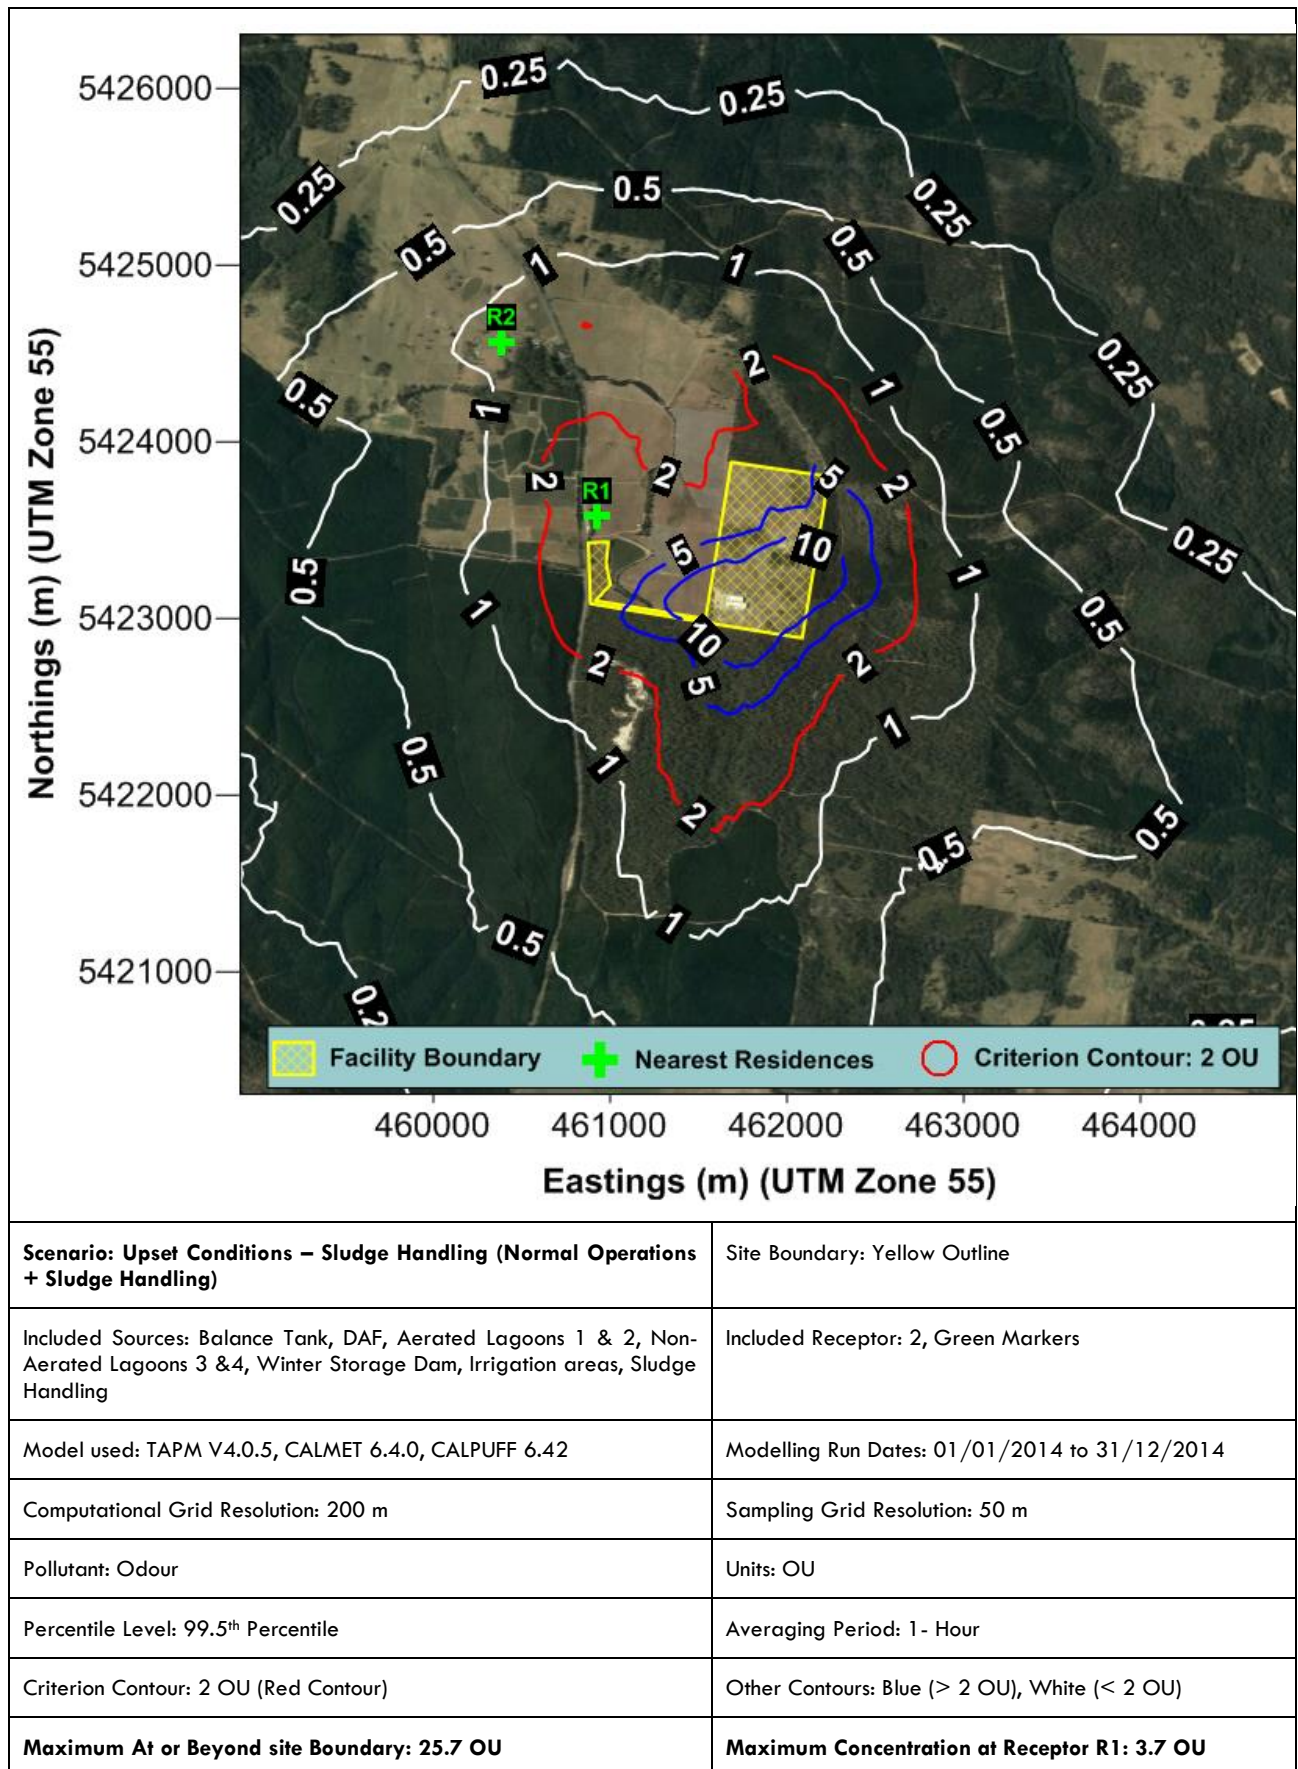 5426000
5425000
5424000
5423000
5422000
5421000
Northings (m) (UTM Zone 55)
0.25
0.25
0.25
0.25
0.25
0.25
0.5
0.5
0.5
0.5
0.5
0.5
0.5
0.5
0.5
0.5
0.5
1
1
1
1
1
1
1
1
1
2
2
2
2
2
2
2
5
5
5
10
10
R2
R1
0.2
0.25
Facility Boundary
Nearest Residences
Criterion Contour: 2 OU
460000
461000
462000
463000
464000
Eastings (m) (UTM Zone 55)
Scenario: Upset Conditions – Sludge Handling (Normal Operations
+ Sludge Handling)
Site Boundary: Yellow Outline
Included Sources: Balance Tank, DAF, Aerated Lagoons 1 & 2, Non-
Aerated Lagoons 3 &4, Winter Storage Dam, Irrigation areas, Sludge
Handling
Included Receptor: 2, Green Markers
Model used: TAPM V4.0.5, CALMET 6.4.0, CALPUFF 6.42
Modelling Run Dates: 01/01/2014 to 31/12/2014
Computational Grid Resolution: 200 m
Sampling Grid Resolution: 50 m
Pollutant: Odour
Units: OU
Percentile Level: 99.5th Percentile
Averaging Period: 1- Hour
Criterion Contour: 2 OU (Red Contour)
Other Contours: Blue (> 2 OU), White (< 2 OU)
Maximum At or Beyond site Boundary: 25.7 OU
Maximum Concentration at Receptor R1: 3.7 OU